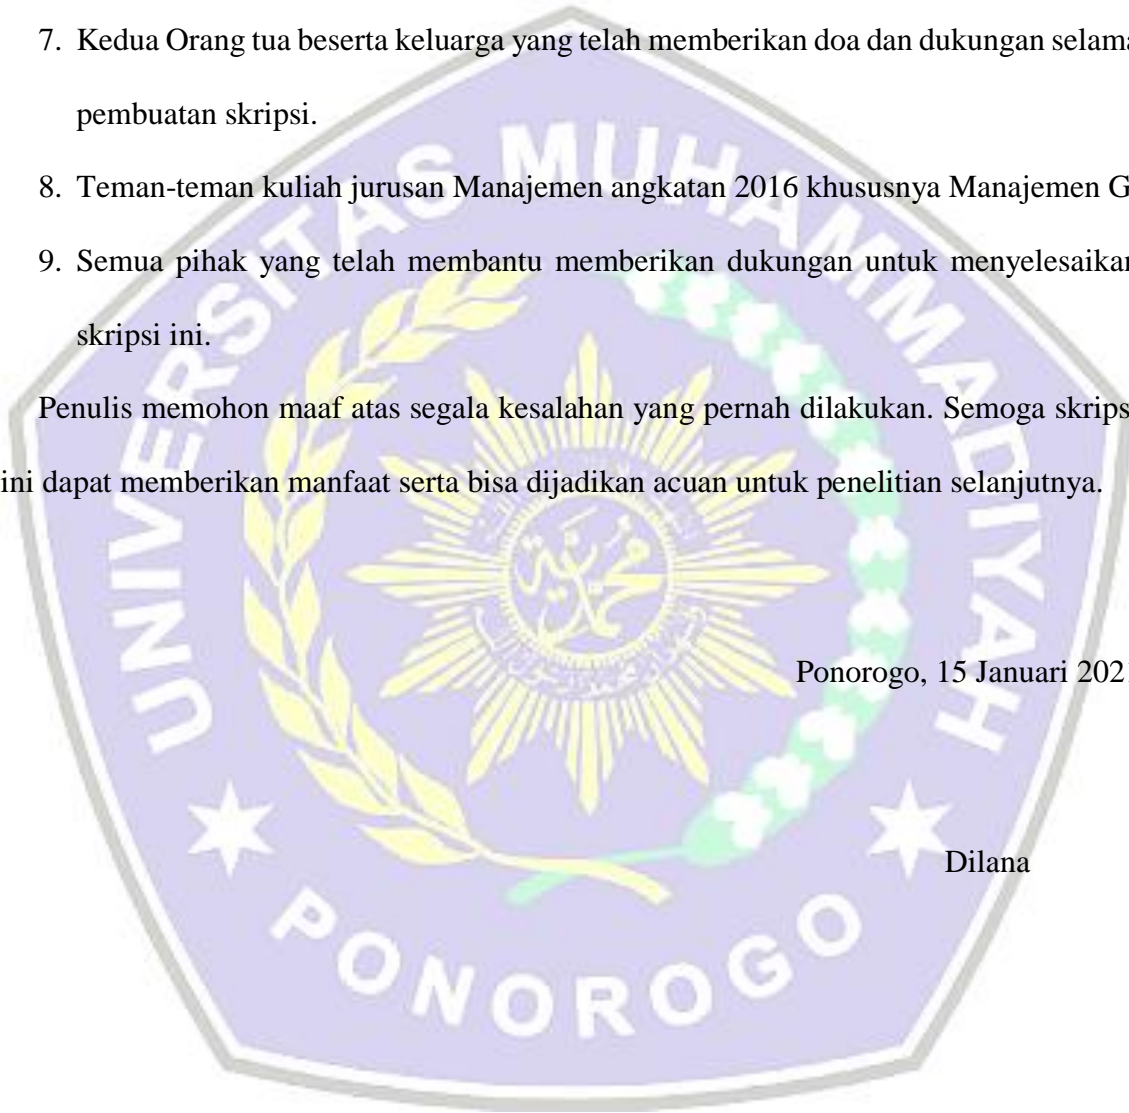 7. Kedua Orang tua beserta keluarga yang telah memberikan doa dan dukungan selama
pembuatan skripsi.
8. Teman-teman kuliah jurusan Manajemen angkatan 2016 khususnya Manajemen G
9. Semua pihak yang telah membantu memberikan dukungan untuk menyelesaikan
skripsi ini.
Penulis memohon maaf atas segala kesalahan yang pernah dilakukan. Semoga skripsi
ini dapat memberikan manfaat serta bisa dijadikan acuan untuk penelitian selanjutnya.
Ponorogo, 15 Januari 2021
Dilana
UNIVERSITAS MUHAMMADIYAH
PONOROGO
محمدية